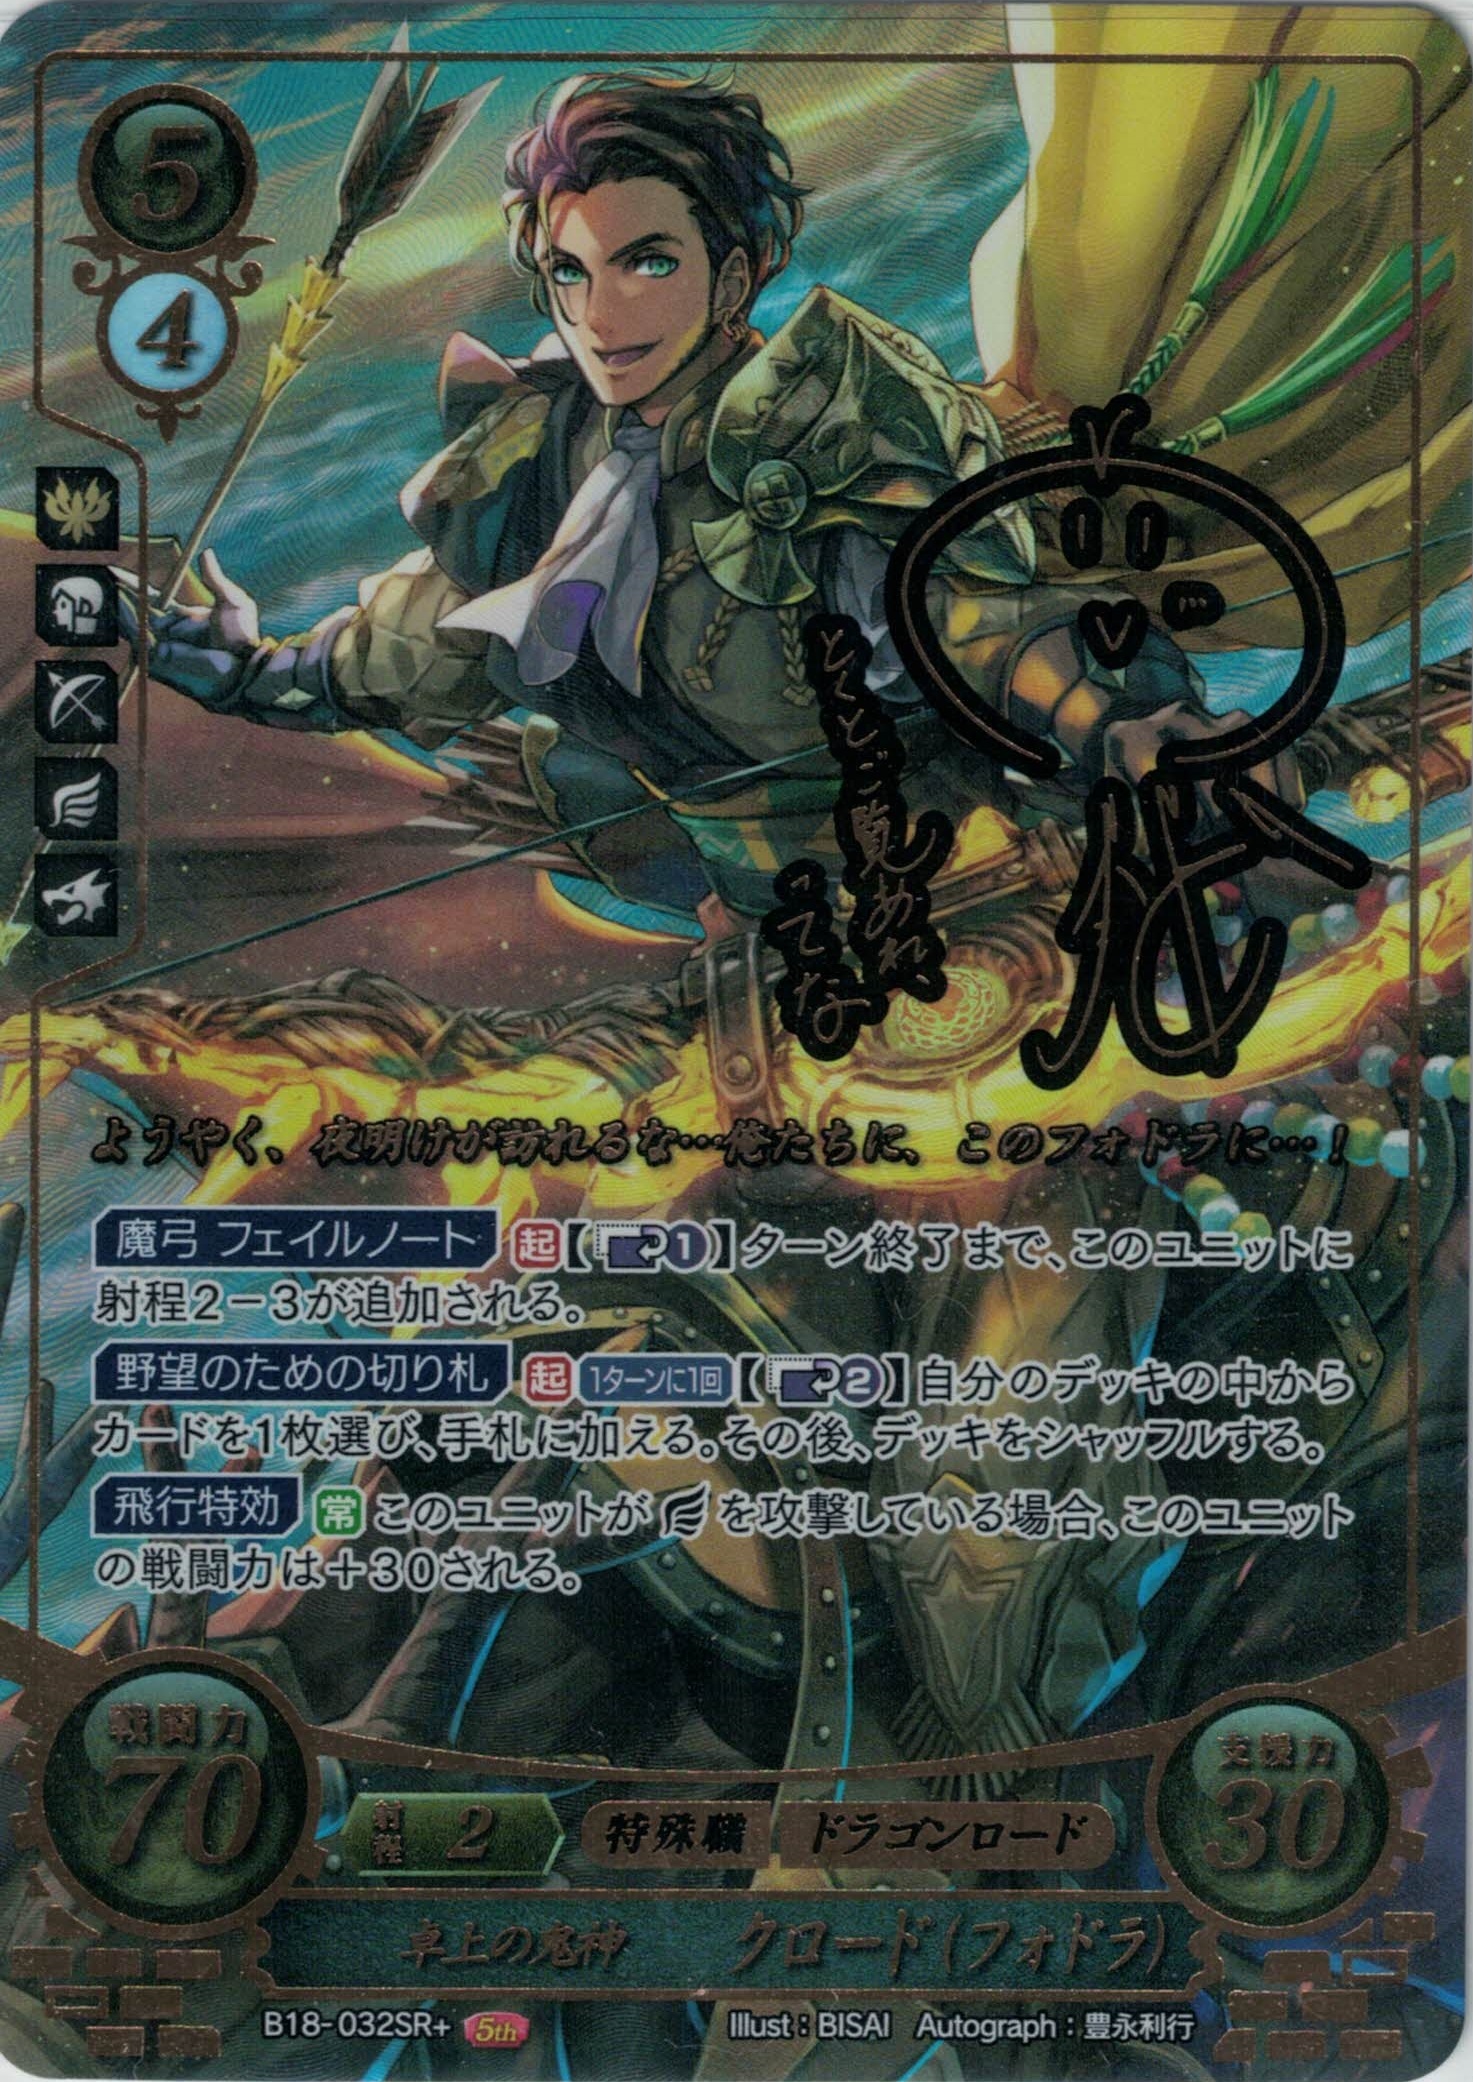 5
4
とくとご覧あれ、
ってな
ようやく、夜明けが訪れるな…俺たちに、このフォドラに…！
魔弓 フェイルノート 起【1】ターン終了まで、このユニットに
射程2－3が追加される。
野望のための切り札 起 1ターンに1回【2】自分のデッキの中から
カードを1枚選び、手札に加える。その後、デッキをシャッフルする。
飛行特効 常 このユニットが を攻撃している場合、このユニット
の戦闘力は＋30される。
戦闘力
70
射程 2
特殊職 ドラゴンロード
支援力
30
卓上の鬼神 クロード(フォドラ)
B18-032SR+ 5th Illust：BISAI Autograph：豊永利行